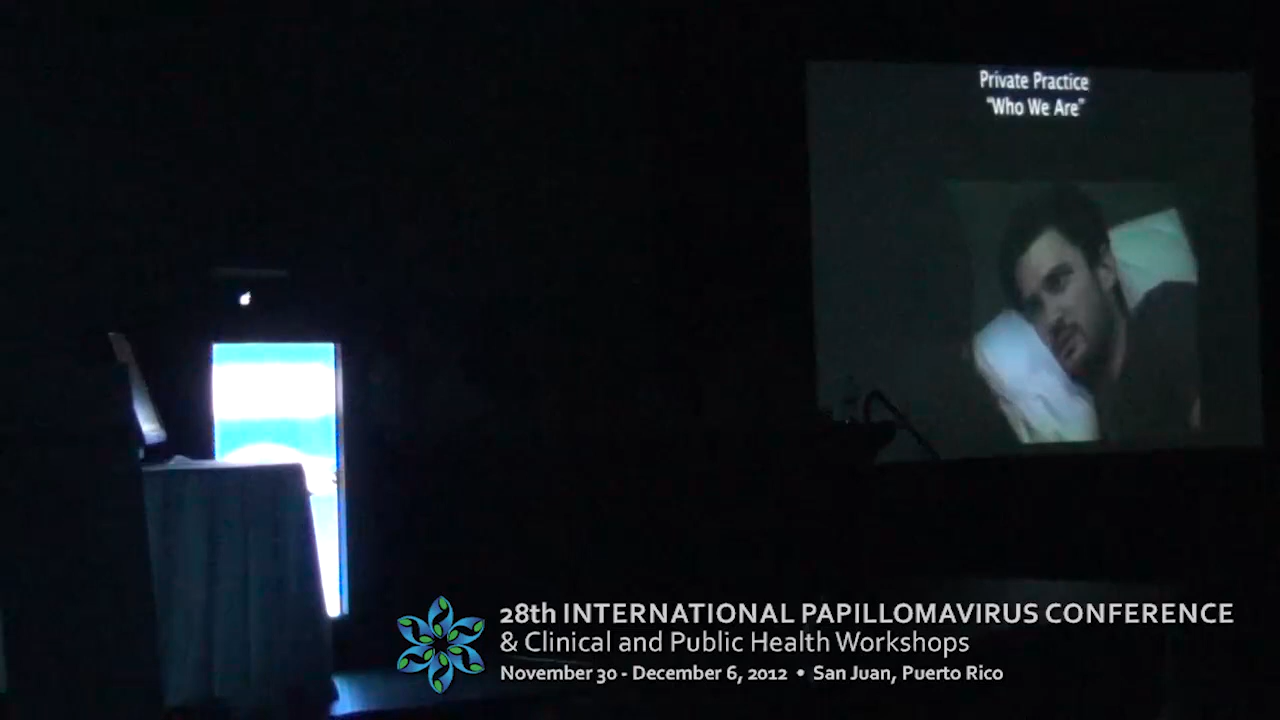 Private Practice
"Who We Are"
28th INTERNATIONAL PAPILLOMAVIRUS CONFERENCE
& Clinical and Public Health Workshops
November 30 - December 6, 2012 • San Juan, Puerto Rico